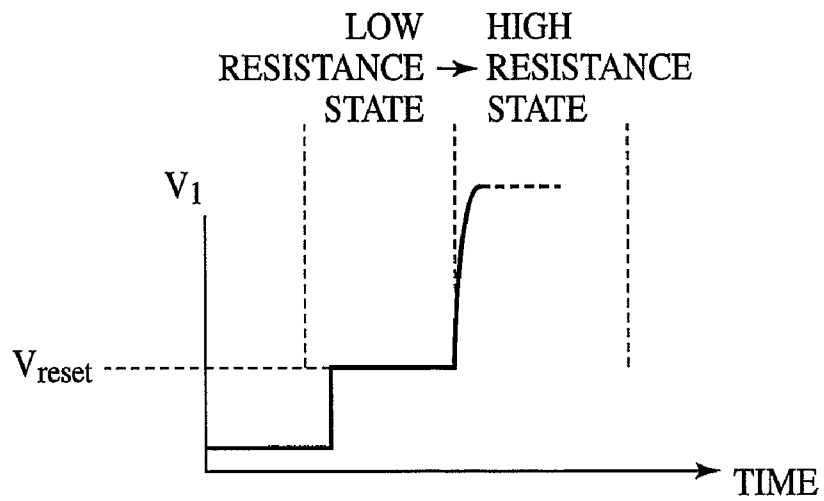 LOW HIGH
RESISTANCE → RESISTANCE
STATE STATE
V1
Vreset
TIME